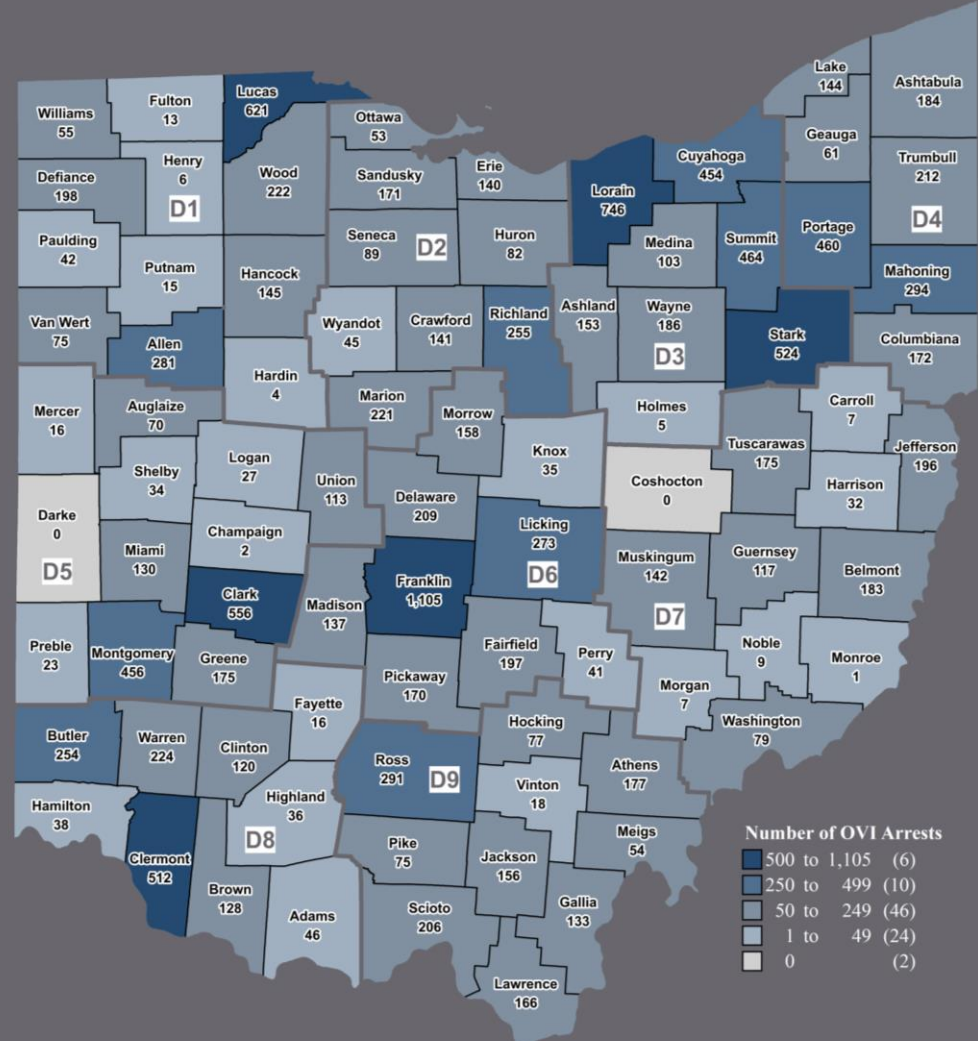 Lake
144
Ashtabula
184
Lucas
621
Fulton
13
Williams
55
Ottawa
53
Geauga
61
Cuyahoga
454
Trumbull
212
Henry
6
Wood
222
Erie
140
Sandusky
171
Defiance
198
Lorain
746
D1
D4
Portage
460
Summit
464
Medina
103
Paulding
42
Seneca
89
D2
Huron
82
Putnam
15
Hancock
145
Mahoning
294
Van Wert
75
Wyandot
45
Crawford
141
Richland
255
Ashland
153
Wayne
186
D3
Stark
524
Columbiana
172
Allen
281
Hardin
4
Marion
221
Morrow
158
Holmes
5
Carroll
7
Mercer
16
Auglaize
70
Tuscarawas
175
Jefferson
196
Shelby
34
Logan
27
Union
113
Knox
35
Coshocton
0
Harrison
32
Delaware
209
Darke
0
D5
Champaign
2
Miami
130
Licking
273
D6
Muskingum
142
D7
Guernsey
117
Belmont
183
Clark
556
Franklin
1,105
Madison
137
Preble
23
Montgomery
456
Greene
175
Fairfield
197
Perry
41
Noble
9
Monroe
1
Pickaway
170
Morgan
7
Fayette
16
Hocking
77
Washington
79
Butler
254
Warren
224
Clinton
120
Ross
291
D9
Athens
177
Vinton
18
Hamilton
38
Highland
36
D8
Meigs
54
Pike
75
Jackson
156
Clermont
512
Brown
128
Adams
46
Scioto
206
Gallia
133
Lawrence
166
Number of OVI Arrests
500 to 1,105 (6)
250 to 499 (10)
50 to 249 (46)
1 to 49 (24)
0 (2)